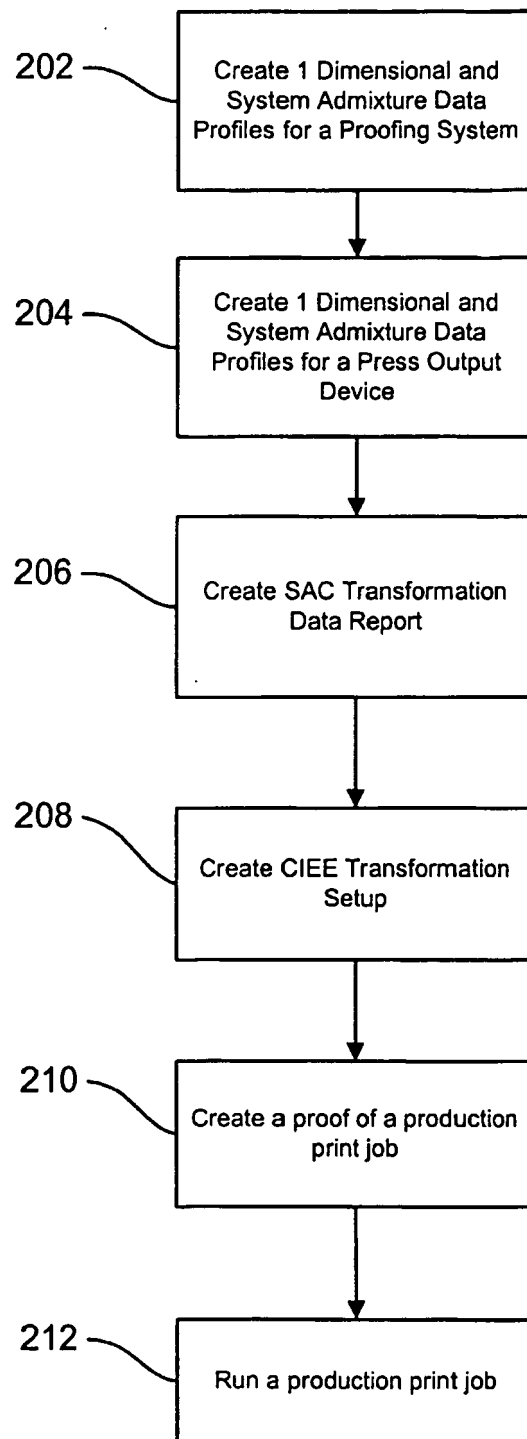 202
Create 1 Dimensional and
System Admixture Data
Profiles for a Proofing System
204
Create 1 Dimensional and
System Admixture Data
Profiles for a Press Output
Device
206
Create SAC Transformation
Data Report
208
Create CIEE Transformation
Setup
210
Create a proof of a production
print job
212
Run a production print job